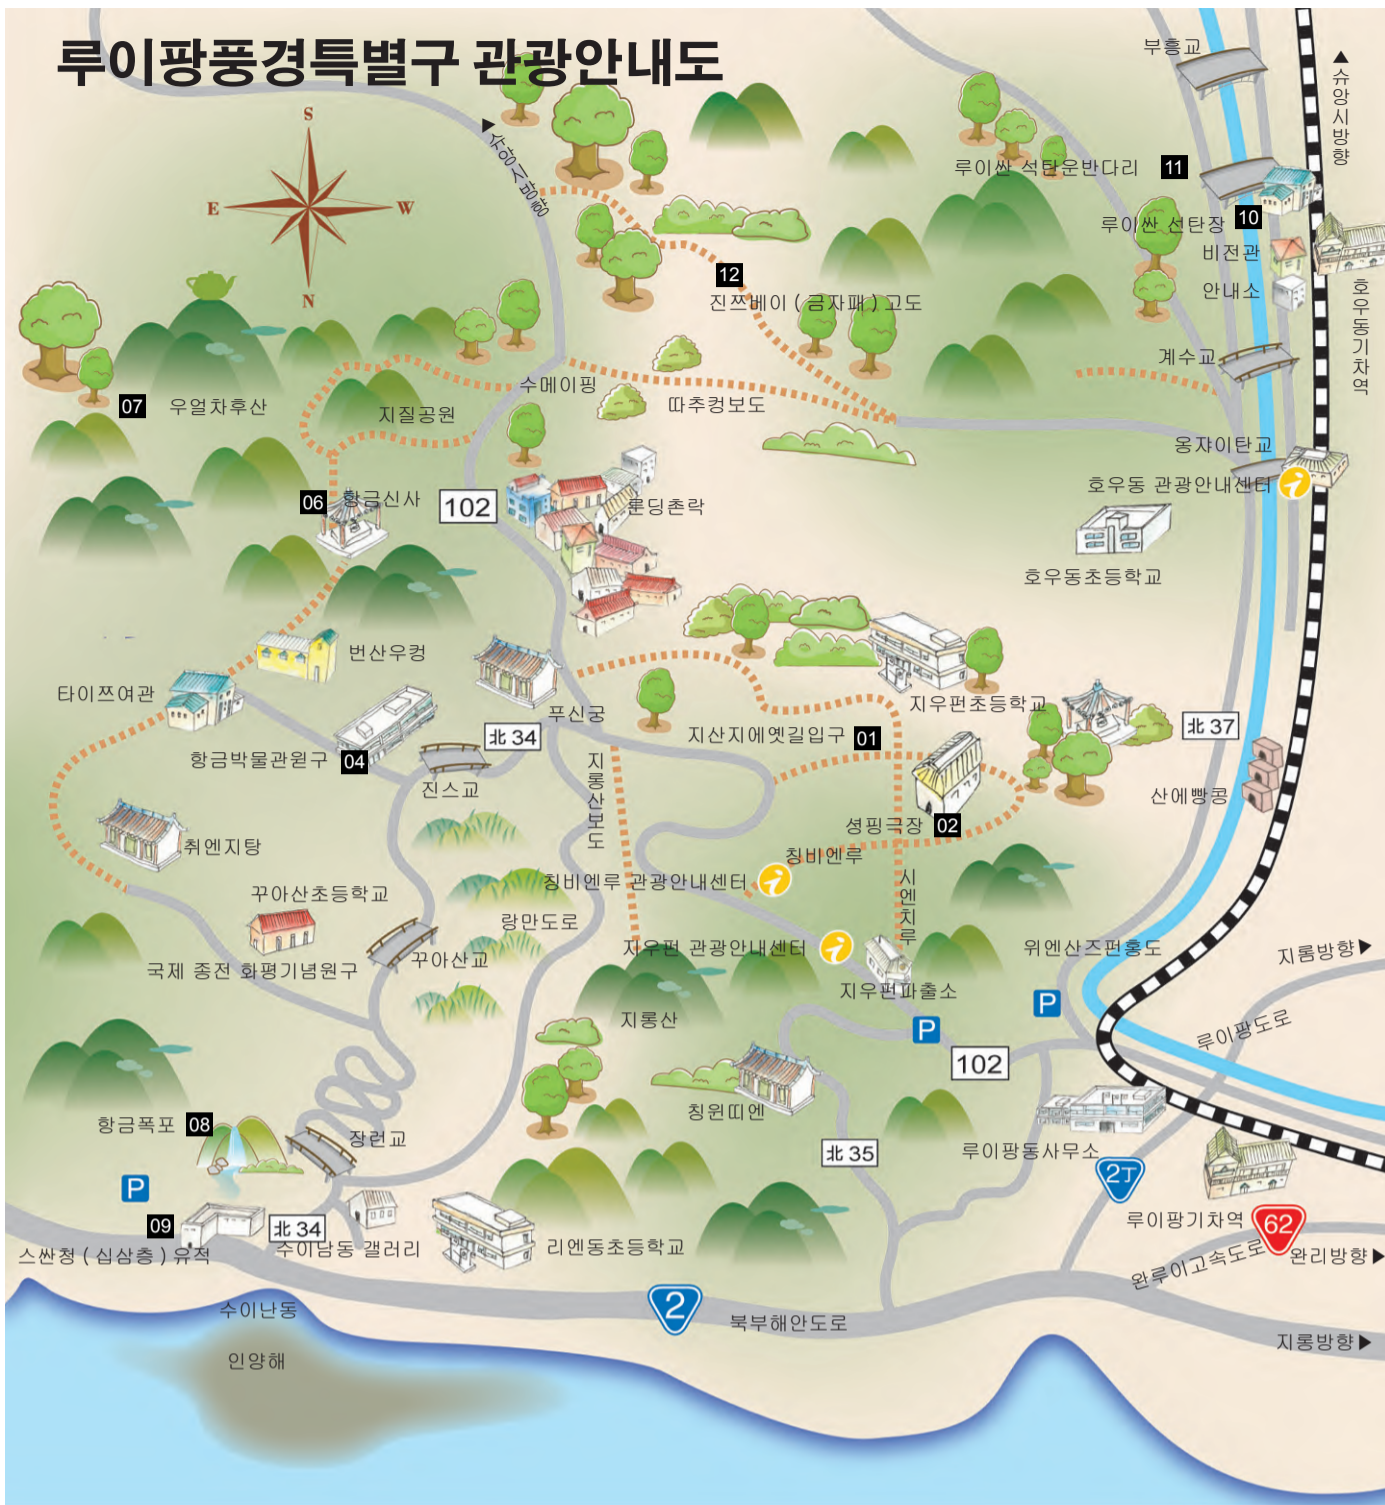 루이팡풍경특별구 관광안내도
부흥교
▲슈앙시방향
S
E
W
N
▲슈앙시방향
루이싼 석탄운반다리
11
루이싼 선탄장
10
비전관
안내소
호우동기차역
12
진쯔베이 ( 금자패 ) 고도
계수교
07
우얼차후산
수메이핑
지질공원
따추컹보도
옹쟈이탄교
호우동 관광안내센터
06
황금신사
102
론딩촌락
호우동초등학교
번산우컹
타이쯔여관
푸신궁
北 34
지우펀초등학교
지산지에옛길입구
01
北 37
황금박물관원구
04
진스교
지롱산보도
산에빵콩
셩핑극장
02
취엔지탕
칭비엔루
칭비엔루 관광안내센터
시엔지루
꾸아산초등학교
랑만도로
국제 종전 화평기념원구
꾸아산교
지우펀 관광안내센터
위엔산즈펀홍도
지롱방향▶
지우펀파출소
P
P
지롱산
루이팡도로
102
황금폭포
08
장런교
칭윈띠엔
北 35
루이팡동사무소
2丁
P
09
北 34
루이팡기차역
62
스싼청 ( 십삼층 ) 유적
수이남동 갤러리
리엔동초등학교
완루이고속도로
완리방향▶
수이난동
2
북부해안도로
지롱방향▶
인양해